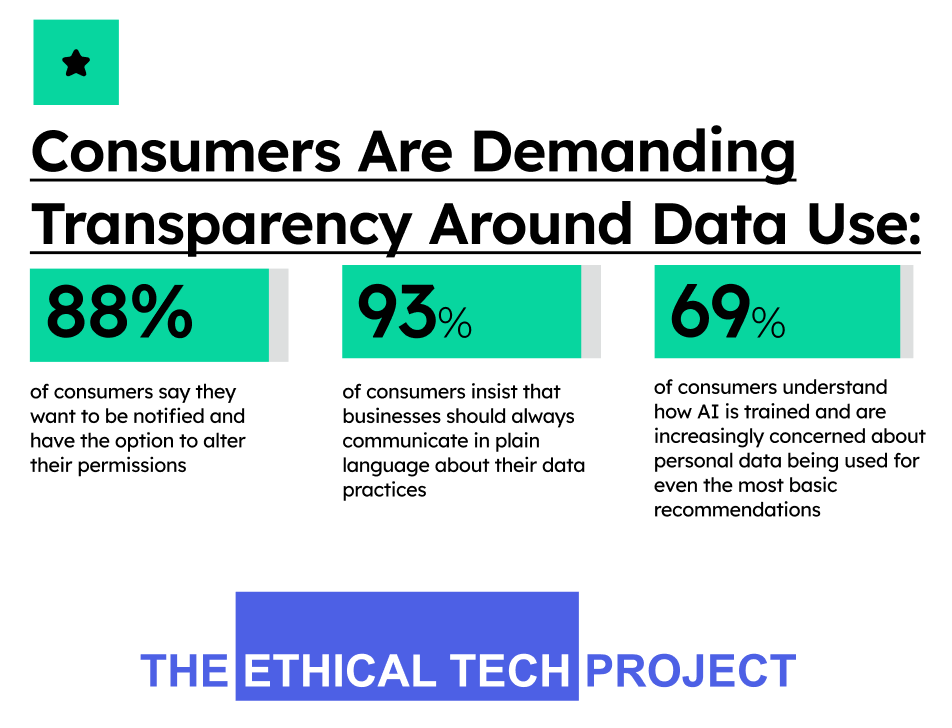 Consumers Are Demanding
Transparency Around Data Use:
88%
of consumers say they
want to be notified and
have the option to alter
their permissions
93%
of consumers insist that
businesses should always
communicate in plain
language about their data
practices
69%
of consumers understand
how AI is trained and are
increasingly concerned about
personal data being used for
even the most basic
recommendations
THE ETHICAL TECH PROJECT